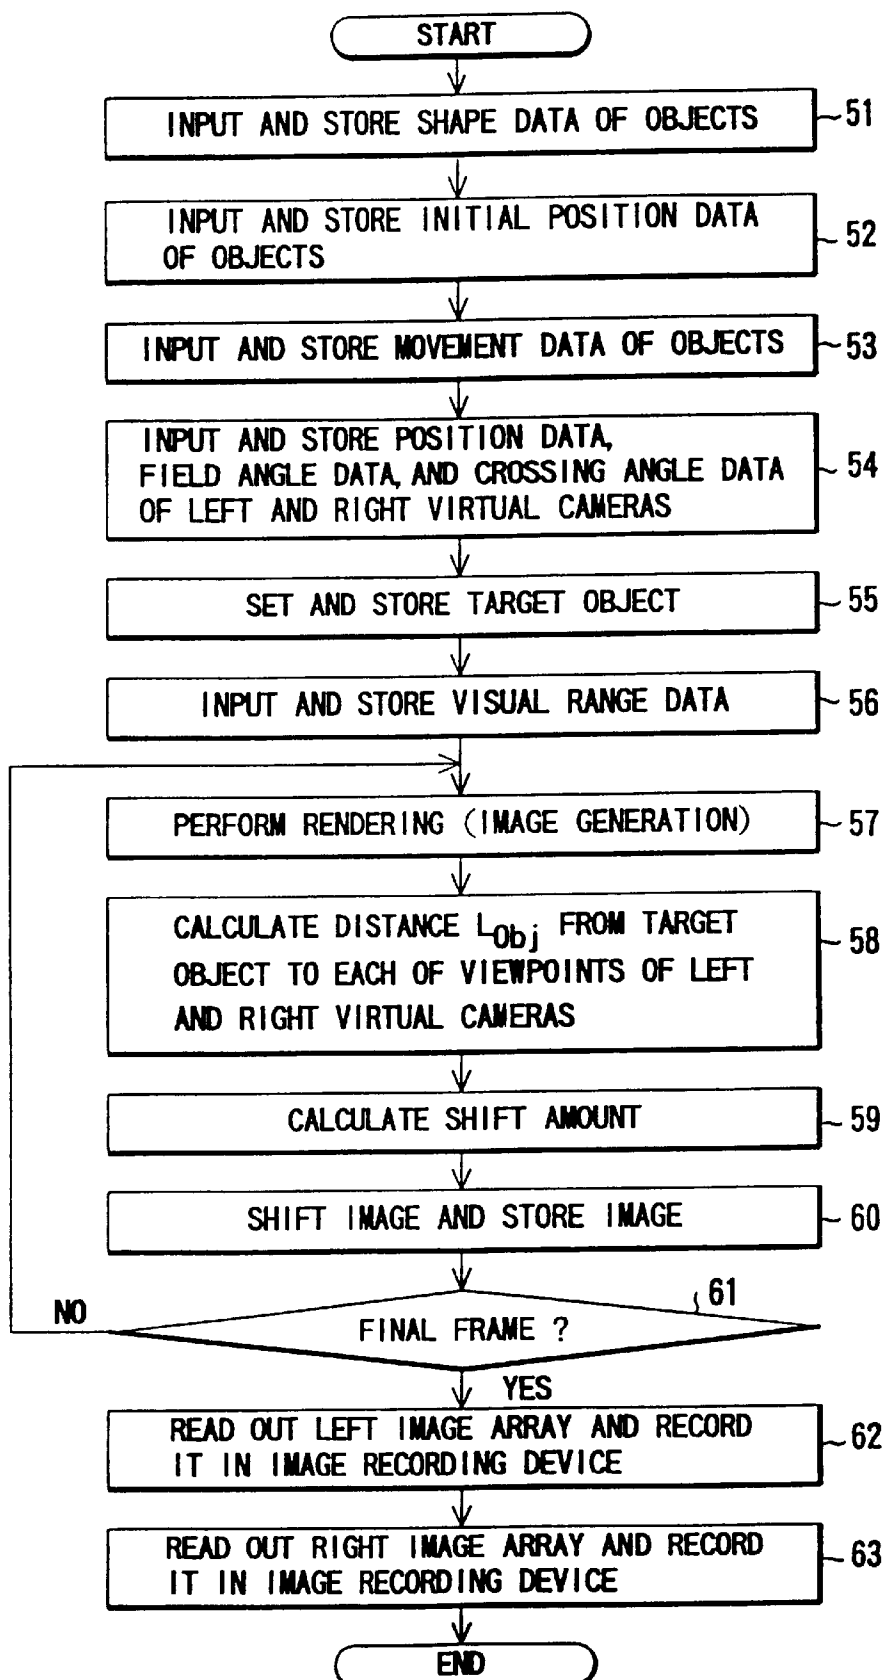 START
INPUT AND STORE SHAPE DATA OF OBJECTS
51
INPUT AND STORE INITIAL POSITION DATA
OF OBJECTS
52
INPUT AND STORE MOVEMENT DATA OF OBJECTS
53
INPUT AND STORE POSITION DATA,
FIELD ANGLE DATA, AND CROSSING ANGLE DATA
OF LEFT AND RIGHT VIRTUAL CAMERAS
54
SET AND STORE TARGET OBJECT
55
INPUT AND STORE VISUAL RANGE DATA
56
PERFORM RENDERING (IMAGE GENERATION)
57
CALCULATE DISTANCE LObj FROM TARGET
OBJECT TO EACH OF VIEWPOINTS OF LEFT
AND RIGHT VIRTUAL CAMERAS
58
CALCULATE SHIFT AMOUNT
59
SHIFT IMAGE AND STORE IMAGE
60
61
NO
FINAL FRAME ?
YES
READ OUT LEFT IMAGE ARRAY AND RECORD
IT IN IMAGE RECORDING DEVICE
62
READ OUT RIGHT IMAGE ARRAY AND RECORD
IT IN IMAGE RECORDING DEVICE
63
END